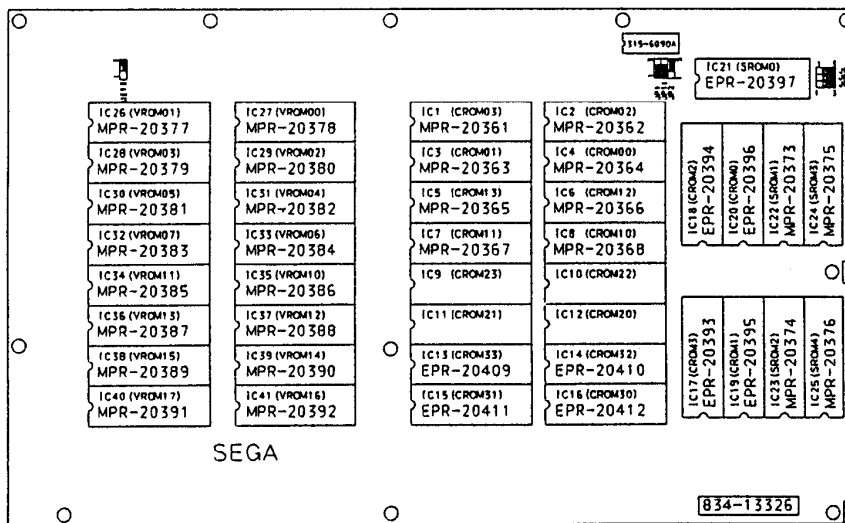 315-6090A
IC21 (SROM0)
EPR-20397
IC26 (VROM01)
MPR-20377
IC27 (VROM00)
MPR-20378
IC1 (CROM03)
MPR-20361
IC2 (CROM02)
MPR-20362
IC28 (VROM03)
MPR-20379
IC29 (VROM02)
MPR-20380
IC3 (CROM01)
MPR-20363
IC4 (CROM00)
MPR-20364
IC30 (VROM05)
MPR-20381
IC31 (VROM04)
MPR-20382
IC5 (CROM13)
MPR-20365
IC6 (CROM12)
MPR-20366
IC32 (VROM07)
MPR-20383
IC33 (VROM06)
MPR-20384
IC7 (CROM11)
MPR-20367
IC8 (CROM10)
MPR-20368
IC34 (VROM11)
MPR-20385
IC35 (VROM10)
MPR-20386
IC9 (CROM23)
IC10 (CROM22)
IC36 (VROM13)
MPR-20387
IC37 (VROM12)
MPR-20388
IC11 (CROM21)
IC12 (CROM20)
IC38 (VROM15)
MPR-20389
IC39 (VROM14)
MPR-20390
IC13 (CROM33)
EPR-20409
IC14 (CROM32)
EPR-20410
IC40 (VROM17)
MPR-20391
IC41 (VROM16)
MPR-20392
IC15 (CROM31)
EPR-20411
IC16 (CROM30)
EPR-20412
IC18 (CROM2)
EPR-20394
IC20 (CROM0)
EPR-20396
IC22 (SROM1)
MPR-20373
IC24 (SROM3)
MPR-20375
IC17 (CROM3)
EPR-20393
IC19 (CROM1)
EPR-20395
IC23 (SROM2)
MPR-20374
IC25 (SROM4)
MPR-20376
SEGA
834-13326